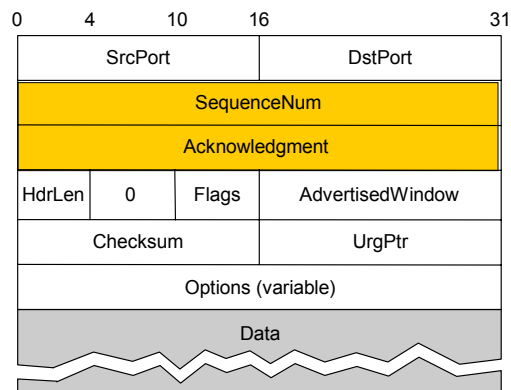 0 4 10 16 31
SrcPort DstPort
SequenceNum
Acknowledgment
HdrLen 0 Flags AdvertisedWindow
Checksum UrgPtr
Options (variable)
Data